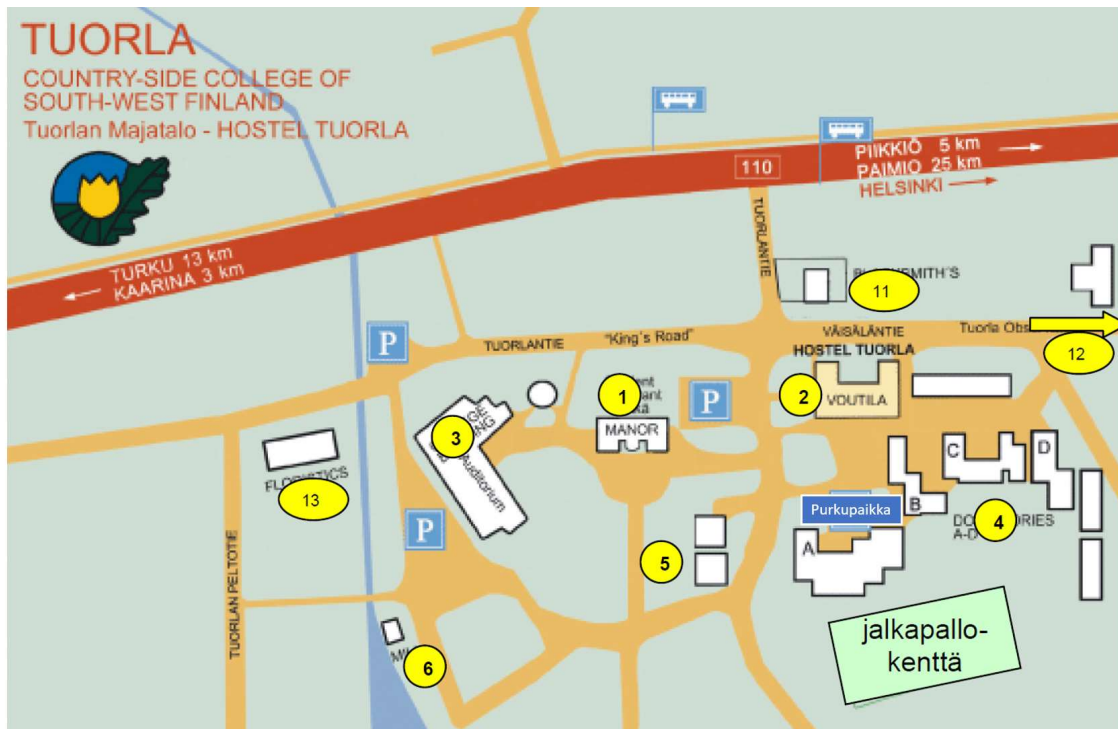 TUORLA
COUNTRY-SIDE COLLEGE OF
SOUTH-WEST FINLAND
Tuorlan Majatalo - HOSTEL TUORLA
110
PIIKKIÖ 5 km
PAIMIO 25 km
HELSINKI
TURKU 13 km
KAARINA 3 km
TUORLANTIE
11
P
TUORLANTIE
"King's Road"
VÄISÄLÄNTIE
Tuorla
12
HOSTEL TUORLA
1
P
2
VOUTILA
3
MANOR
Auditorium
13
C
D
B
Purkupaikka
4
A-D
P
A
5
TUORLAN PELTOTIE
6
jalkapallo-
kenttä